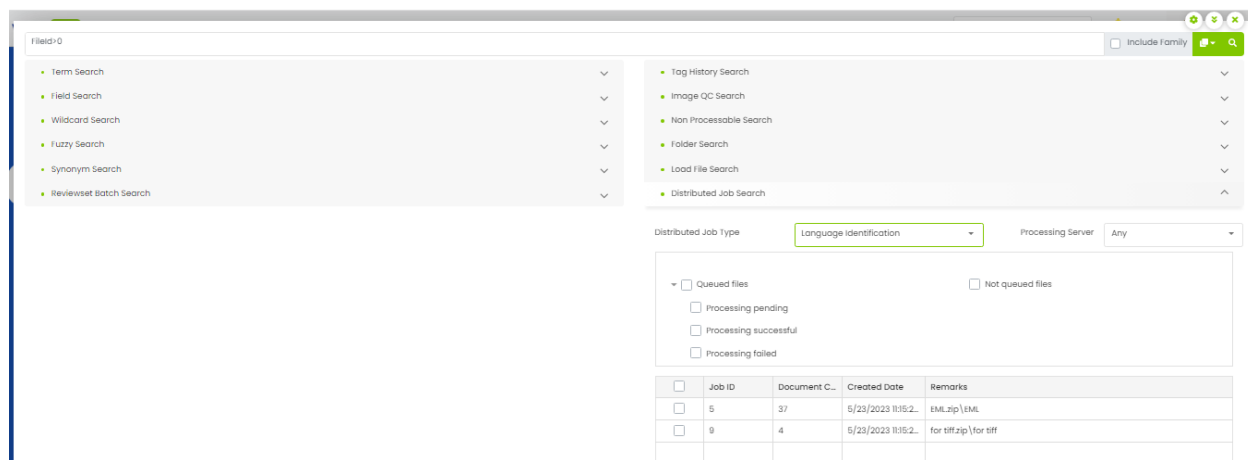 FileId>0
Include Family
Term Search
Field Search
Wildcard Search
Fuzzy Search
Synonym Search
Reviewset Batch Search
Tag History Search
Image QC Search
Non Processable Search
Folder Search
Load File Search
Distributed Job Search
Distributed Job Type Language Identification Processing Server Any
Queued files Not queued files
Processing pending
Processing successful
Processing failed
Job ID Document C... Created Date Remarks
5 37 5/23/2023 11:15:2... EML.zip\EML
9 4 5/23/2023 11:15:2... for tiff.zip\for tiff